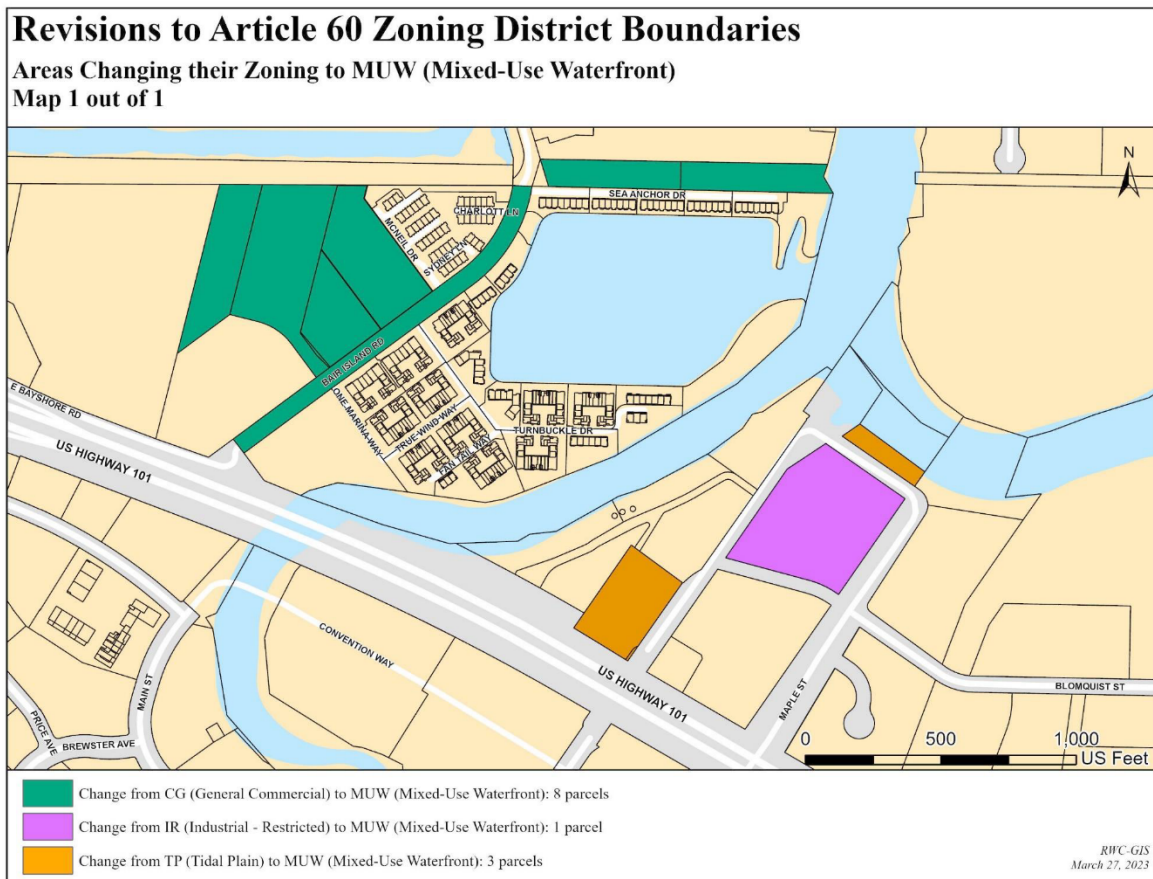 Revisions to Article 60 Zoning District Boundaries
Areas Changing their Zoning to MUW (Mixed-Use Waterfront)
Map 1 out of 1
N
SEA ANCHOR DR
CHARLOTT LN
MCNEIL DR
SYDNEY LN
BAIR ISLAND RD
E BAYSHORE RD
ONE MARINA WAY
TRUE WIND WAY
FAN TAIL WAY
TURNBUCKLE DR
US HIGHWAY 101
CONVENTION WAY
US HIGHWAY 101
MAPLE ST
BLOMQUIST ST
MAIN ST
PRICE AVE
BREWSTER AVE
0 500 1,000
US Feet
Change from CG (General Commercial) to MUW (Mixed-Use Waterfront): 8 parcels
Change from IR (Industrial - Restricted) to MUW (Mixed-Use Waterfront): 1 parcel
Change from TP (Tidal Plain) to MUW (Mixed-Use Waterfront): 3 parcels
RWC-GIS
March 27, 2023